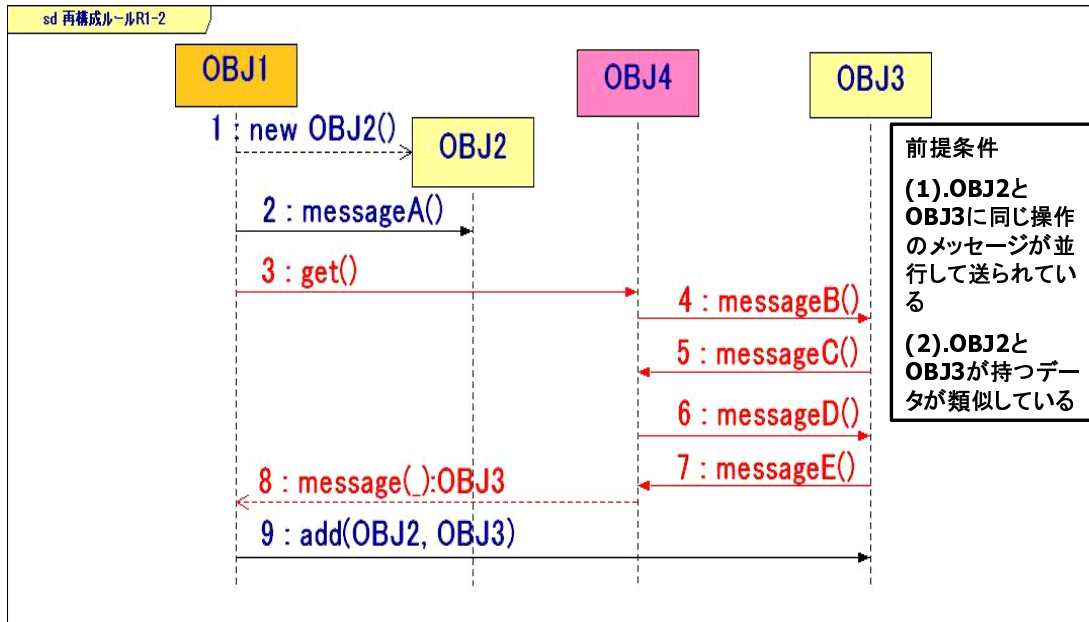 sd 再構成ルールR1-2
OBJ1
OBJ4
OBJ3
1 : new OBJ2()
OBJ2
2 : messageA()
3 : get()
4 : messageB()
5 : messageC()
6 : messageD()
7 : messageE()
8 : message(_):OBJ3
9 : add(OBJ2, OBJ3)
前提条件
(1).OBJ2と
OBJ3に同じ操作
のメッセージが並
行して送られてい
る
(2).OBJ2と
OBJ3が持つデー
タが類似している